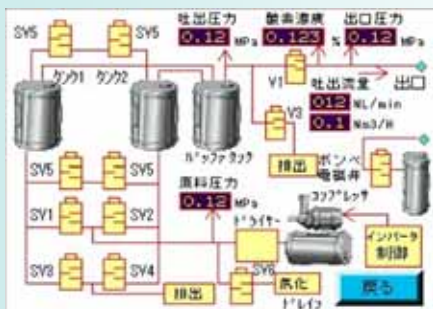 吐出圧力 酸素濃度 出口圧力
SV5 SV5 0.12 MPa 0.123 % 0.12 MPa
タンク1 タンク2
V1 吐出流量 出口
012 NL/min
V3
0.1 Nm3/H
バッファタンク
排出 ボンベ
電磁弁
SV5 SV5 原料圧力
0.12 MPa コンプレッサ
SV1 SV2 ドライヤー
インバータ
制御
SV3 SV4 SV6
排出 気化 戻る
ドレイン